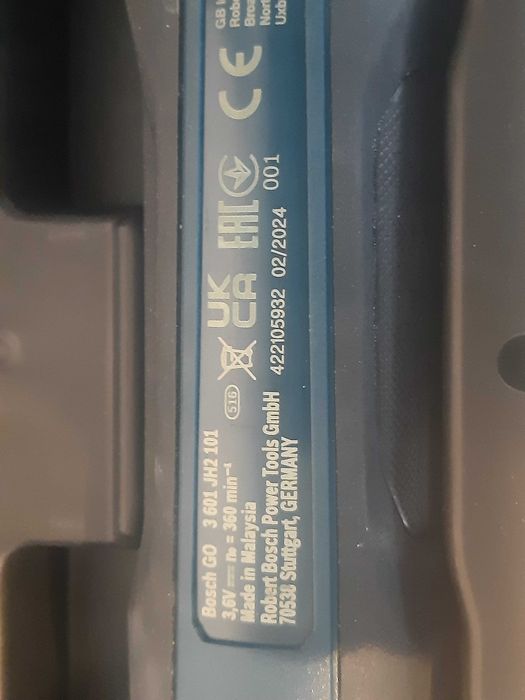 Bosch GO 3 601 JH2 101
3,6V n₀ = 360 min⁻¹
Made in Malaysia
Robert Bosch Power Tools GmbH
70538 Stuttgart, GERMANY
516
UK
CA
EAC
CE
422105932 02/2024 001
GB